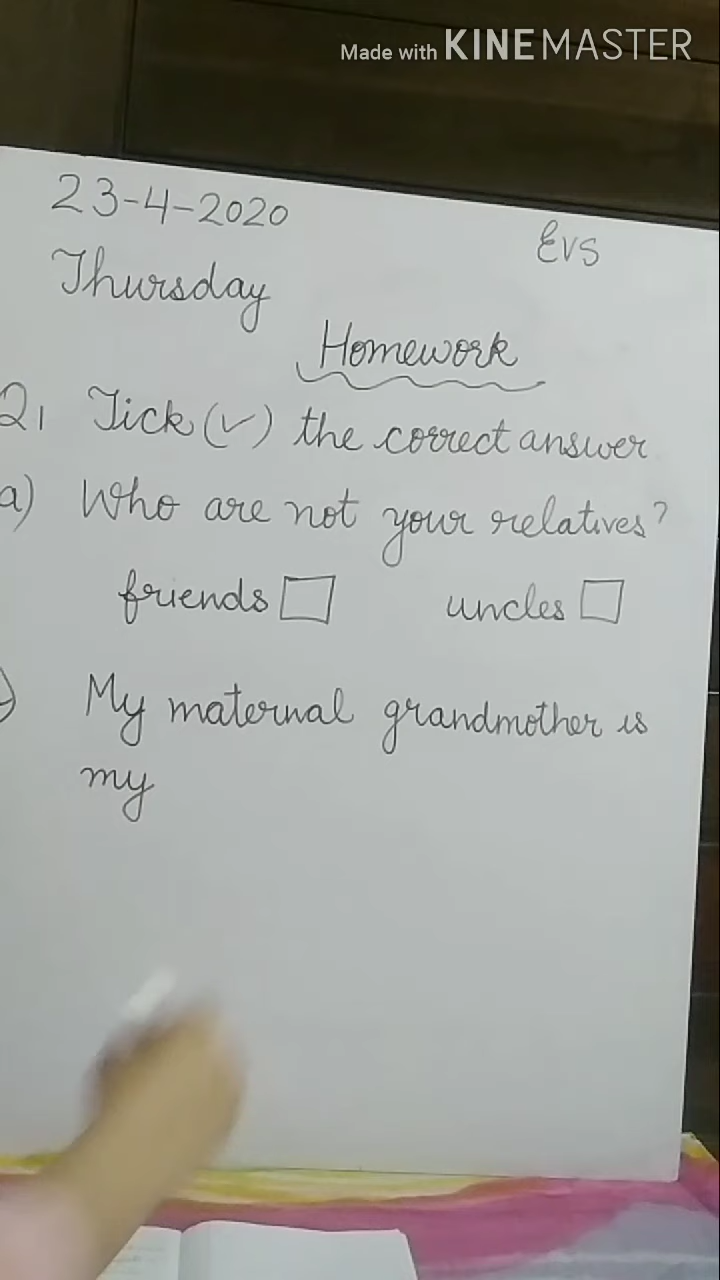 Made with KINEMASTER
23-4-2020
EVS
Thursday
Homework
Q1 Tick (✓) the correct answer
a) Who are not your relatives?
friends □ uncles □
) My maternal grandmother is
my